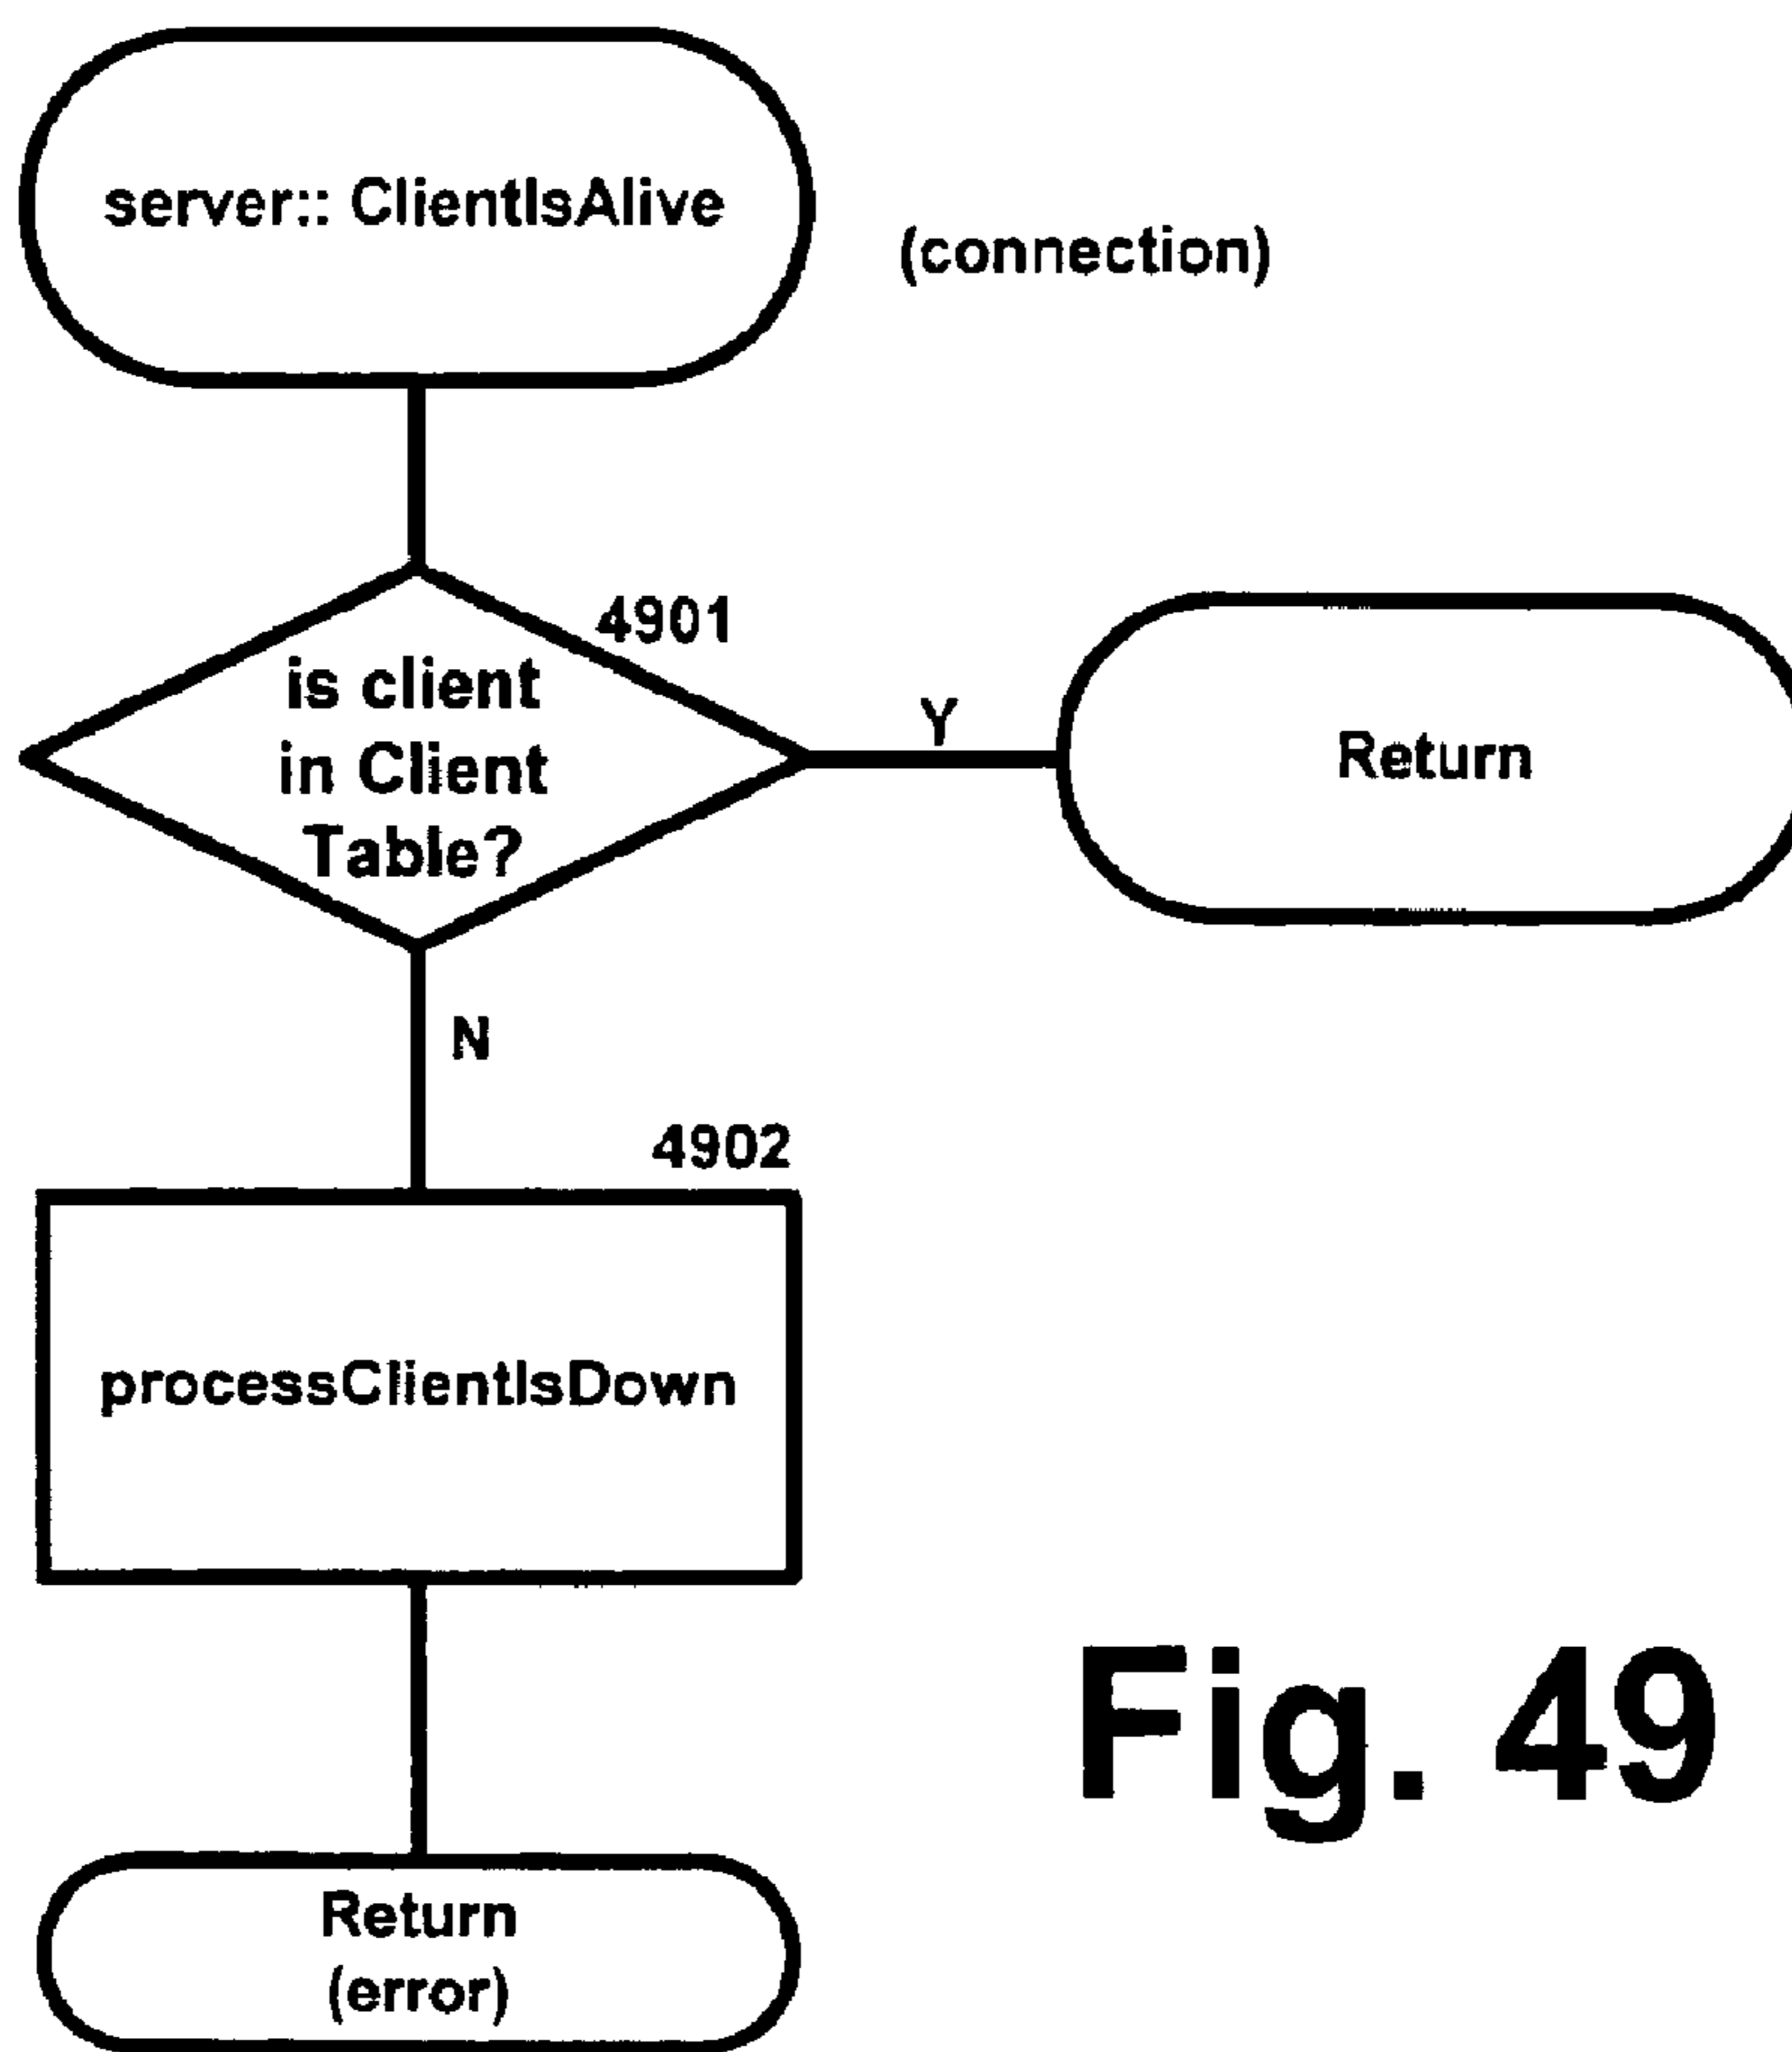 server:: ClientIsAlive
(connection)
4901
is client
in Client
Table?
Y
Return
N
4902
processClientIsDown
Return
(error)
Fig. 49